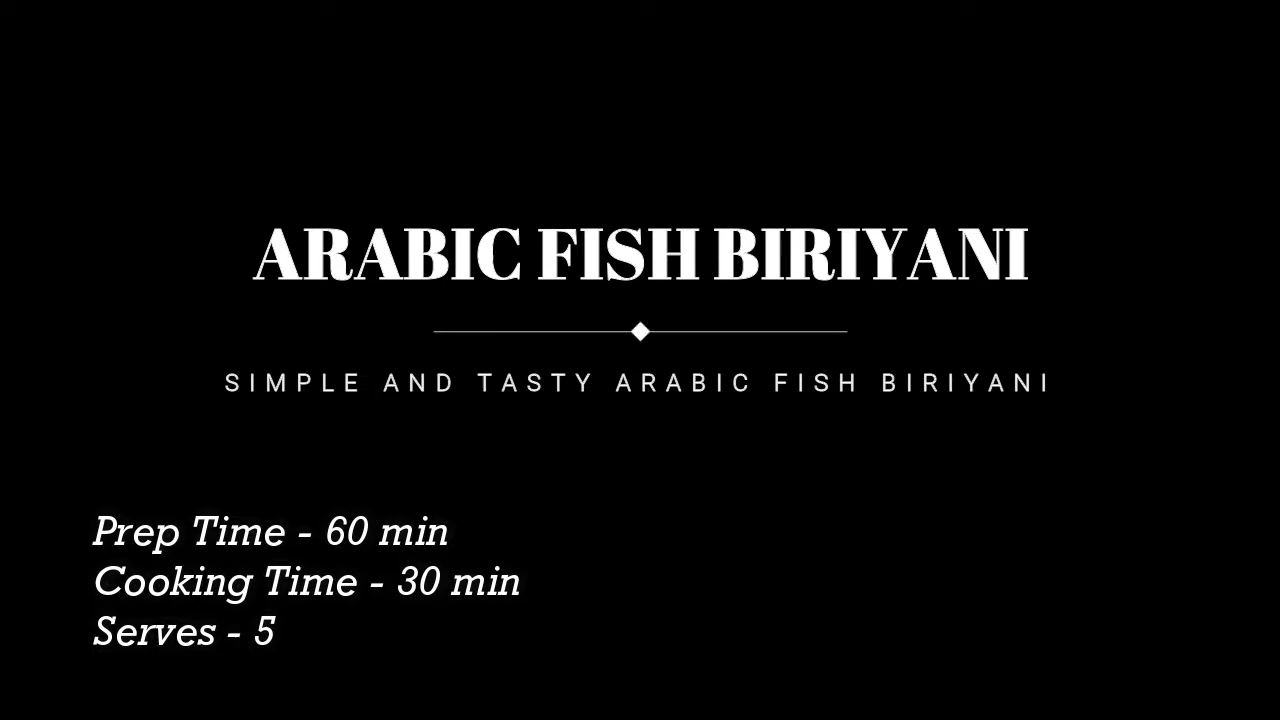 ARABIC FISH BIRIYANI
SIMPLE AND TASTY ARABIC FISH BIRIYANI
Prep Time - 60 min
Cooking Time - 30 min
Serves - 5